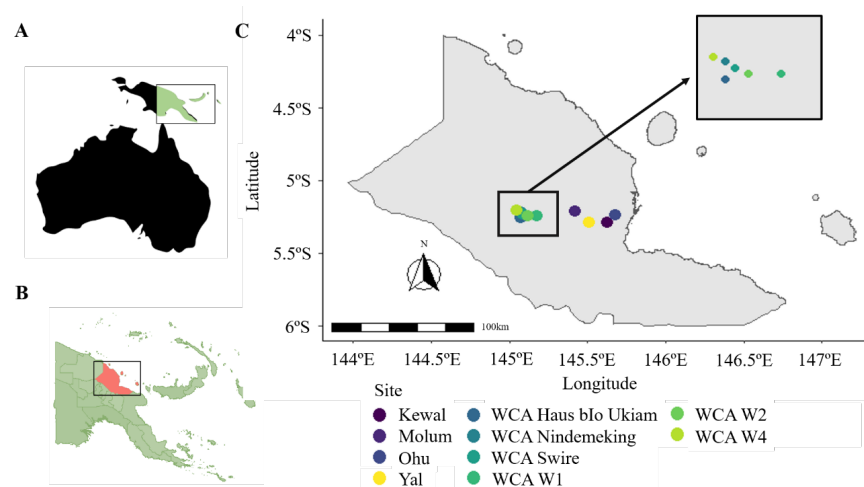 A
B
C
Latitude
4ºS
4.5ºS
5ºS
5.5ºS
6ºS
N
100km
144ºE
144.5ºE
145ºE
145.5ºE
146ºE
146.5ºE
147ºE
Longitude
Site
Kewal
Molum
Ohu
Yal
WCA Haus bIo Ukiam
WCA Nindemeking
WCA Swire
WCA W1
WCA W2
WCA W4